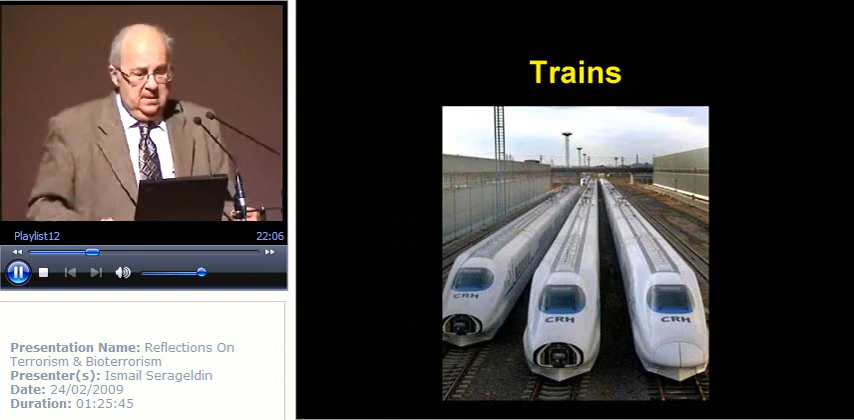 Trains
CRH
CRH
CRH
Playlist12
22:06
Presentation Name: Reflections On
Terrorism & Bioterrorism
Presenter(s): Ismail Serageldin
Date: 24/02/2009
Duration: 01:25:45